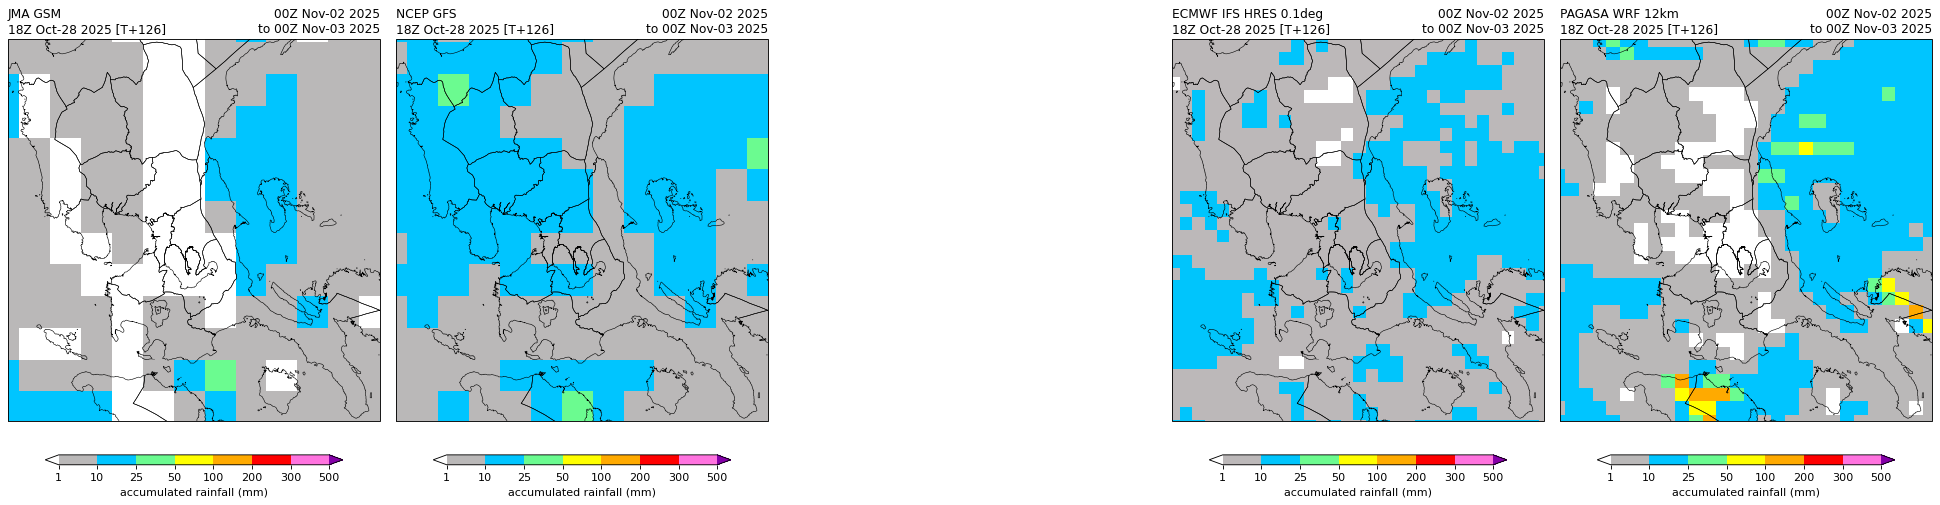 JMA GSM 00Z Nov-02 2025
18Z Oct-28 2025 [T+126] to 00Z Nov-03 2025
1 10 25 50 100 200 300 500
accumulated rainfall (mm)
NCEP GFS 00Z Nov-02 2025
18Z Oct-28 2025 [T+126] to 00Z Nov-03 2025
1 10 25 50 100 200 300 500
accumulated rainfall (mm)
ECMWF IFS HRES 0.1deg 00Z Nov-02 2025
18Z Oct-28 2025 [T+126] to 00Z Nov-03 2025
1 10 25 50 100 200 300 500
accumulated rainfall (mm)
PAGASA WRF 12km 00Z Nov-02 2025
18Z Oct-28 2025 [T+126] to 00Z Nov-03 2025
1 10 25 50 100 200 300 500
accumulated rainfall (mm)